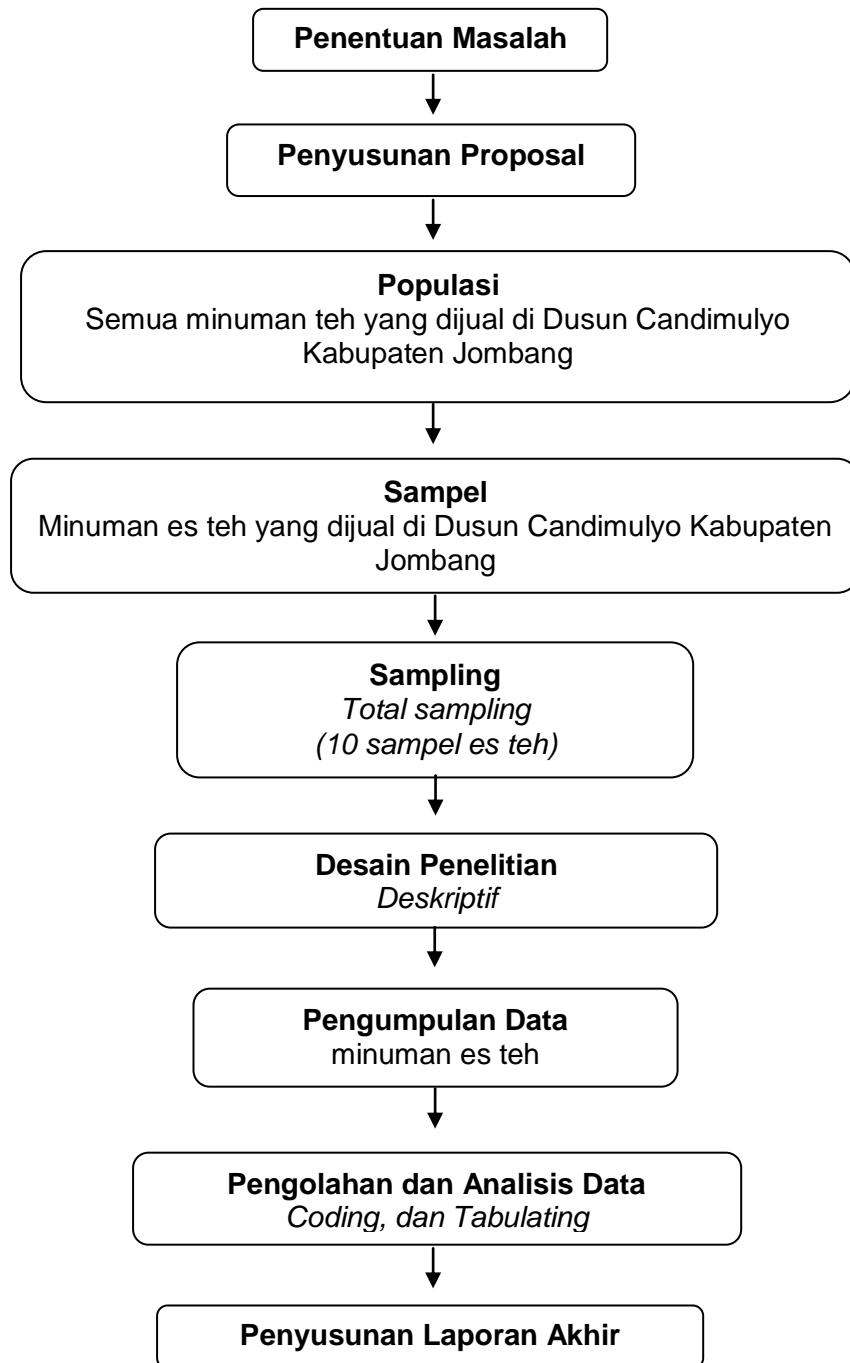 Penentuan Masalah
Penyusunan Proposal
Populasi
Semua minuman teh yang dijual di Dusun Candimulyo
Kabupaten Jombang
Sampel
Minuman es teh yang dijual di Dusun Candimulyo Kabupaten
Jombang
Sampling
Total sampling
(10 sampel es teh)
Desain Penelitian
Deskriptif
Pengumpulan Data
minuman es teh
Pengolahan dan Analisis Data
Coding, dan Tabulating
Penyusunan Laporan Akhir